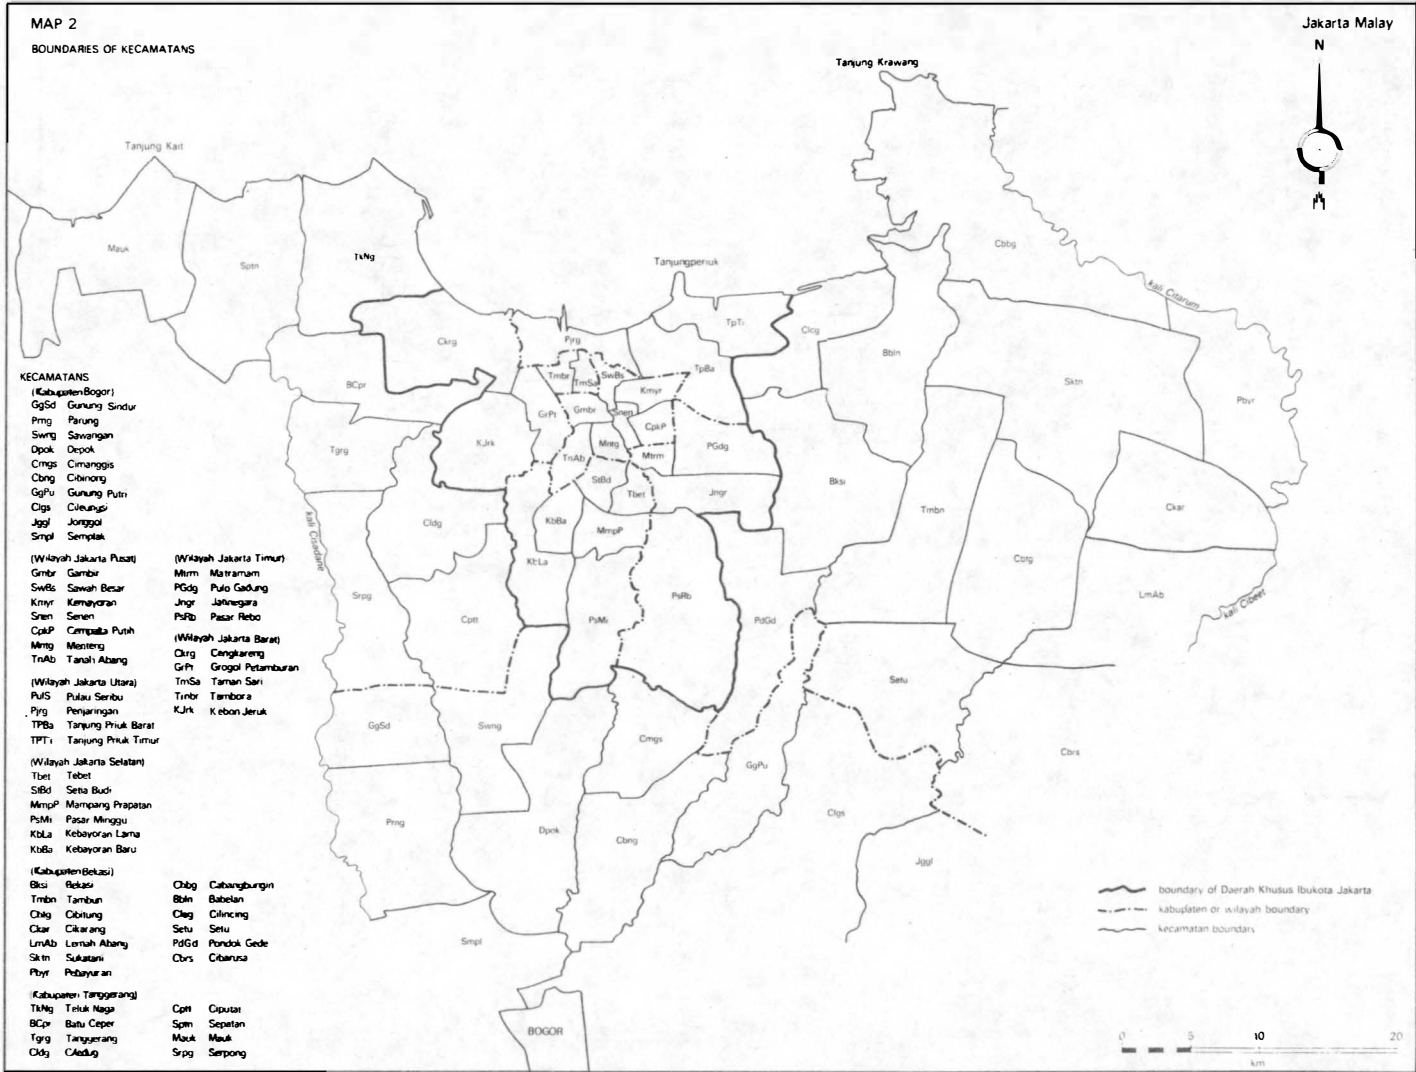 MAP 2
Jakarta Malay
BOUNDARIES OF KECAMATANS
N
Tanjung Krawang
Tanjung Kait
Tanjungperiuk
kali Citarum
kali Cisadane
kali Cibeet
Mauk
Sptn
TkNg
Cbbg
Ckrg
Pjrg
TpTi
Clcg
Bbln
BCpr
Tmbr
TmSa
SwBs
TpBa
Kmyr
Sktn
Pbyr
GrPt
Gmbr
Snen
CpkP
KJrk
Mntg
Mtrm
PGdg
Tgrg
TnAb
StBd
Tbet
Jngr
Bksi
Tmbn
Ckar
Cldg
KbBa
MmpP
KbLa
Cbtg
LmAb
Srpg
Cptt
PsMi
PsRb
PdGd
Setu
GgSd
Swng
Cmgs
GgPu
Cbrs
Prng
Dpok
Cbng
Clgs
Jggl
Smpl
BOGOR
KECAMATANS
(Kabupaten Bogor)
GgSd Gunung Sindur
Prng Parung
Swng Sawangan
Dpok Depok
Cmgs Cimanggis
Cbng Cibinong
GgPu Gunung Putri
Clgs Cileungsi
Jggl Jonggol
Smpl Semplak
(Wilayah Jakarta Pusat)
Gmbr Gambir
SwBs Sawah Besar
Kmyr Kemayoran
Snen Senen
CpkP Cempaka Putih
Mntg Menteng
TnAb Tanah Abang
(Wilayah Jakarta Utara)
PulS Pulau Seribu
Pjrg Penjaringan
TPBa Tanjung Priuk Barat
TPTi Tanjung Priuk Timur
(Wilayah Jakarta Selatan)
Tbet Tebet
StBd Setia Budi
MmpP Mampang Prapatan
PsMi Pasar Minggu
KbLa Kebayoran Lama
KbBa Kebayoran Baru
(Wilayah Jakarta Timur)
Mtrm Matramam
PGdg Pulo Gadung
Jngr Jatinegara
PsRb Pasar Rebo
(Wilayah Jakarta Barat)
Ckrg Cengkareng
GrPt Grogol Petamburan
TmSa Taman Sari
Tmbr Tambora
KJrk Kebon Jeruk
(Kabupaten Bekasi)
Bksi Bekasi
Tmbn Tambun
Cbtg Cibitung
Ckar Cikarang
LmAb Lemah Abang
Sktn Sukatani
Pbyr Pebayuran
Cbbg Cabangbungin
Bbln Babelan
Clcg Cilincing
Setu Setu
PdGd Pondok Gede
Cbrs Cibarusa
(Kabupaten Tanggerang)
TkNg Teluk Naga
BCpr Batu Ceper
Tgrg Tanggerang
Cldg Ciledug
Cptt Ciputat
Sptn Sepatan
Mauk Mauk
Srpg Serpong
boundary of Daerah Khusus Ibukota Jakarta
kabupaten or wilayah boundary
kecamatan boundary
0 5 10 20
km